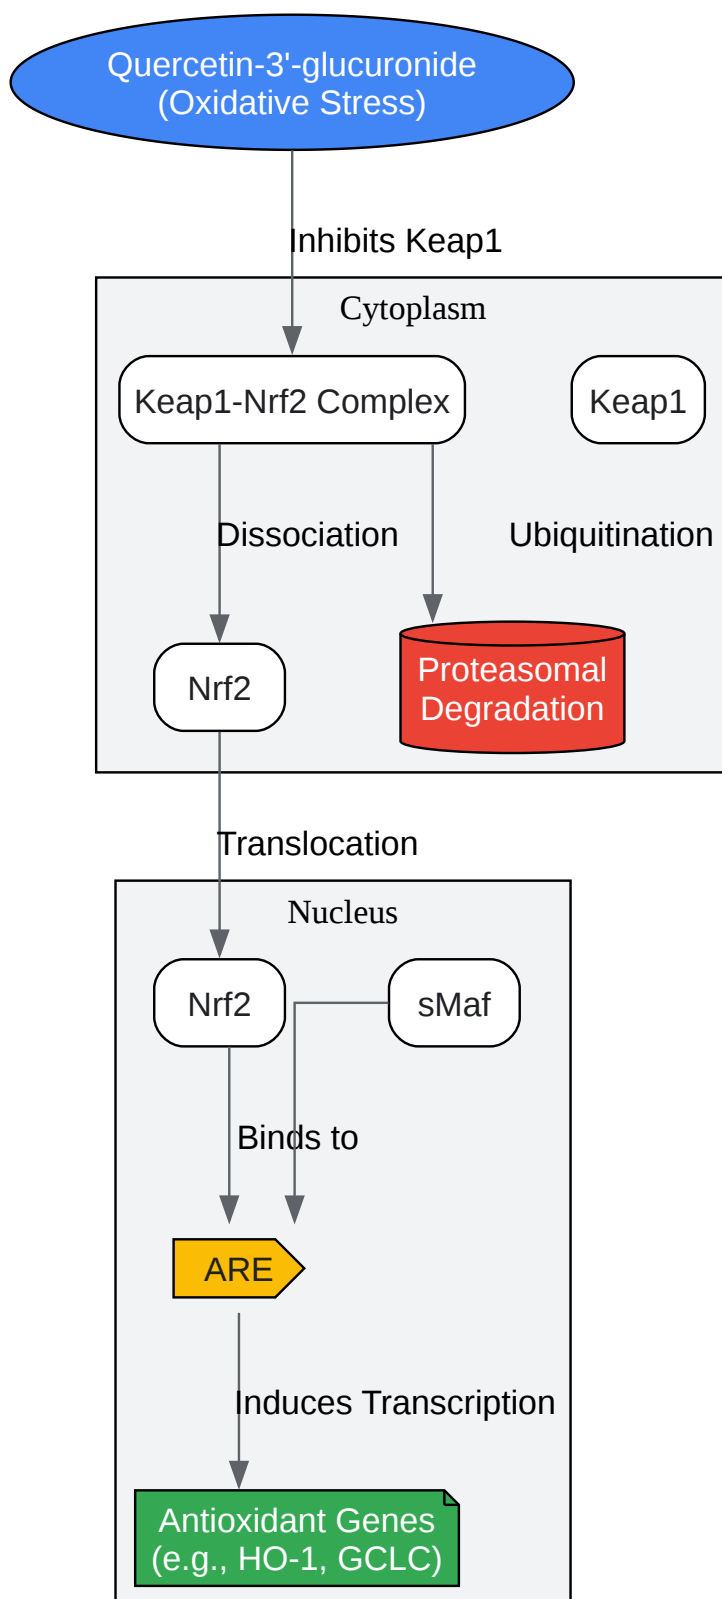 Quercetin-3'-glucuronide
(Oxidative Stress)
Inhibits Keap1
Cytoplasm
Keap1-Nrf2 Complex
Keap1
Dissociation
Ubiquitination
Nrf2
Proteasomal
Degradation
Translocation
Nucleus
Nrf2
sMaf
Binds to
ARE
Induces Transcription
Antioxidant Genes
(e.g., HO-1, GCLC)